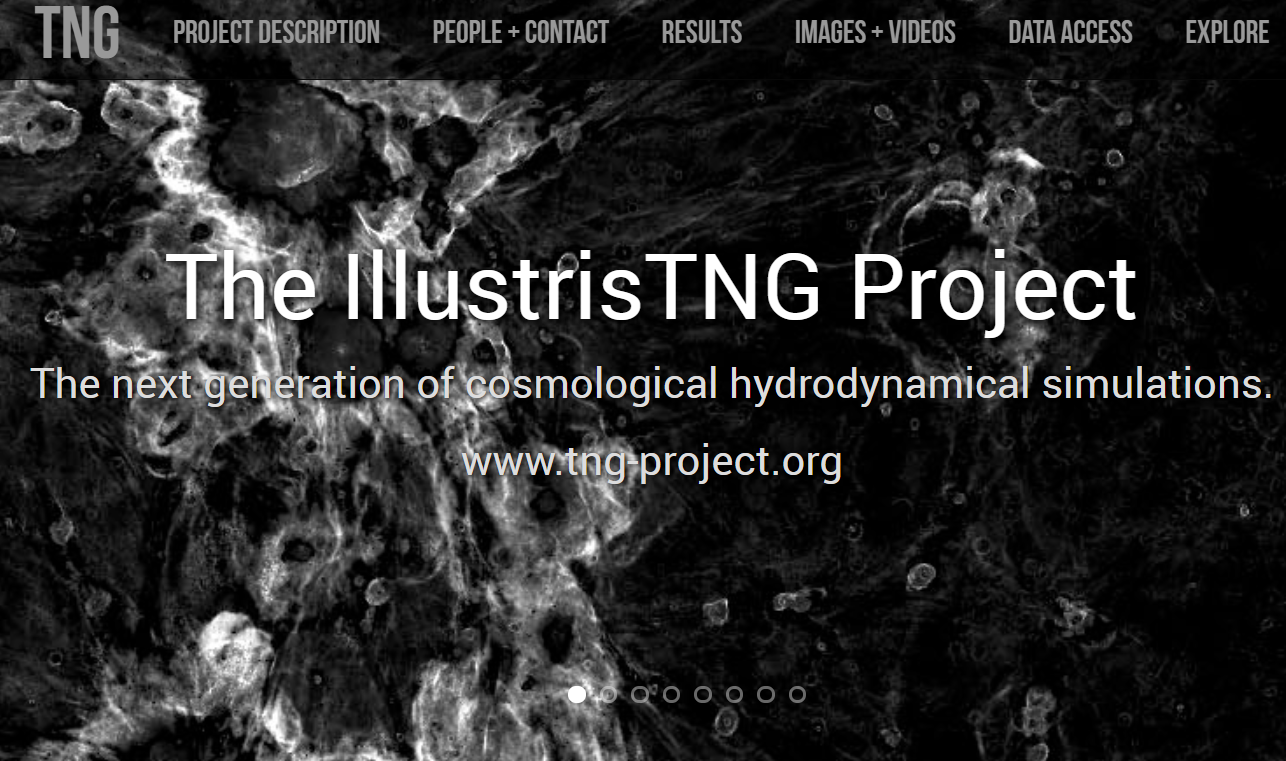 TNG PROJECT DESCRIPTION PEOPLE + CONTACT RESULTS IMAGES + VIDEOS DATA ACCESS EXPLORE
The IllustrisTNG Project
The next generation of cosmological hydrodynamical simulations.
www.tng-project.org